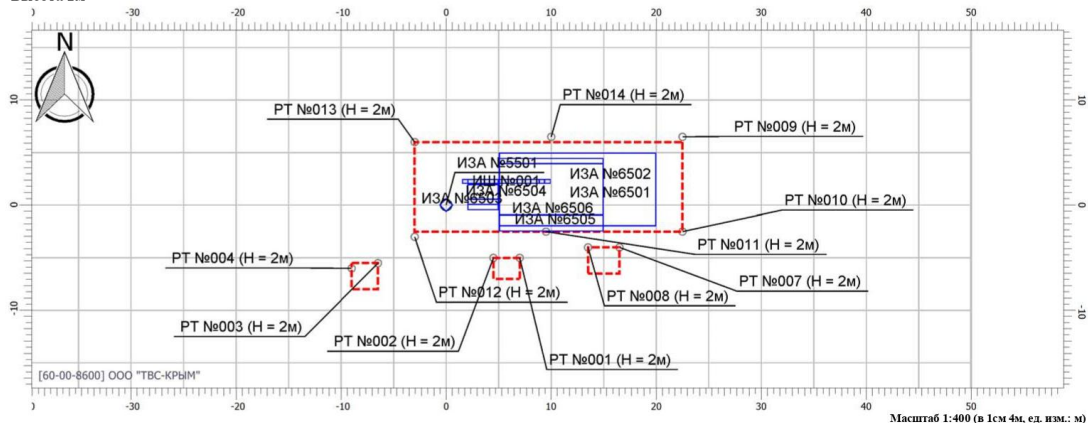 -30 -20 -10 0 10 20 30 40 50
N
РТ №013 (Н = 2м)
РТ №014 (Н = 2м)
РТ №009 (Н = 2м)
10
10
ИЗА №5501
ИШ №001
ИЗА №6502
ИЗА №6504
ИЗА №6501
ИЗА №6503
ИЗА №6506
ИЗА №6505
0
0
РТ №010 (Н = 2м)
РТ №011 (Н = 2м)
РТ №004 (Н = 2м)
РТ №007 (Н = 2м)
РТ №012 (Н = 2м)
РТ №008 (Н = 2м)
-10
-10
РТ №003 (Н = 2м)
РТ №002 (Н = 2м)
РТ №001 (Н = 2м)
[60-00-8600] ООО "ТВС-КРЫМ"
-30 -20 -10 0 10 20 30 40 50
Масштаб 1:400 (в 1см 4м, ед. изм.: м)